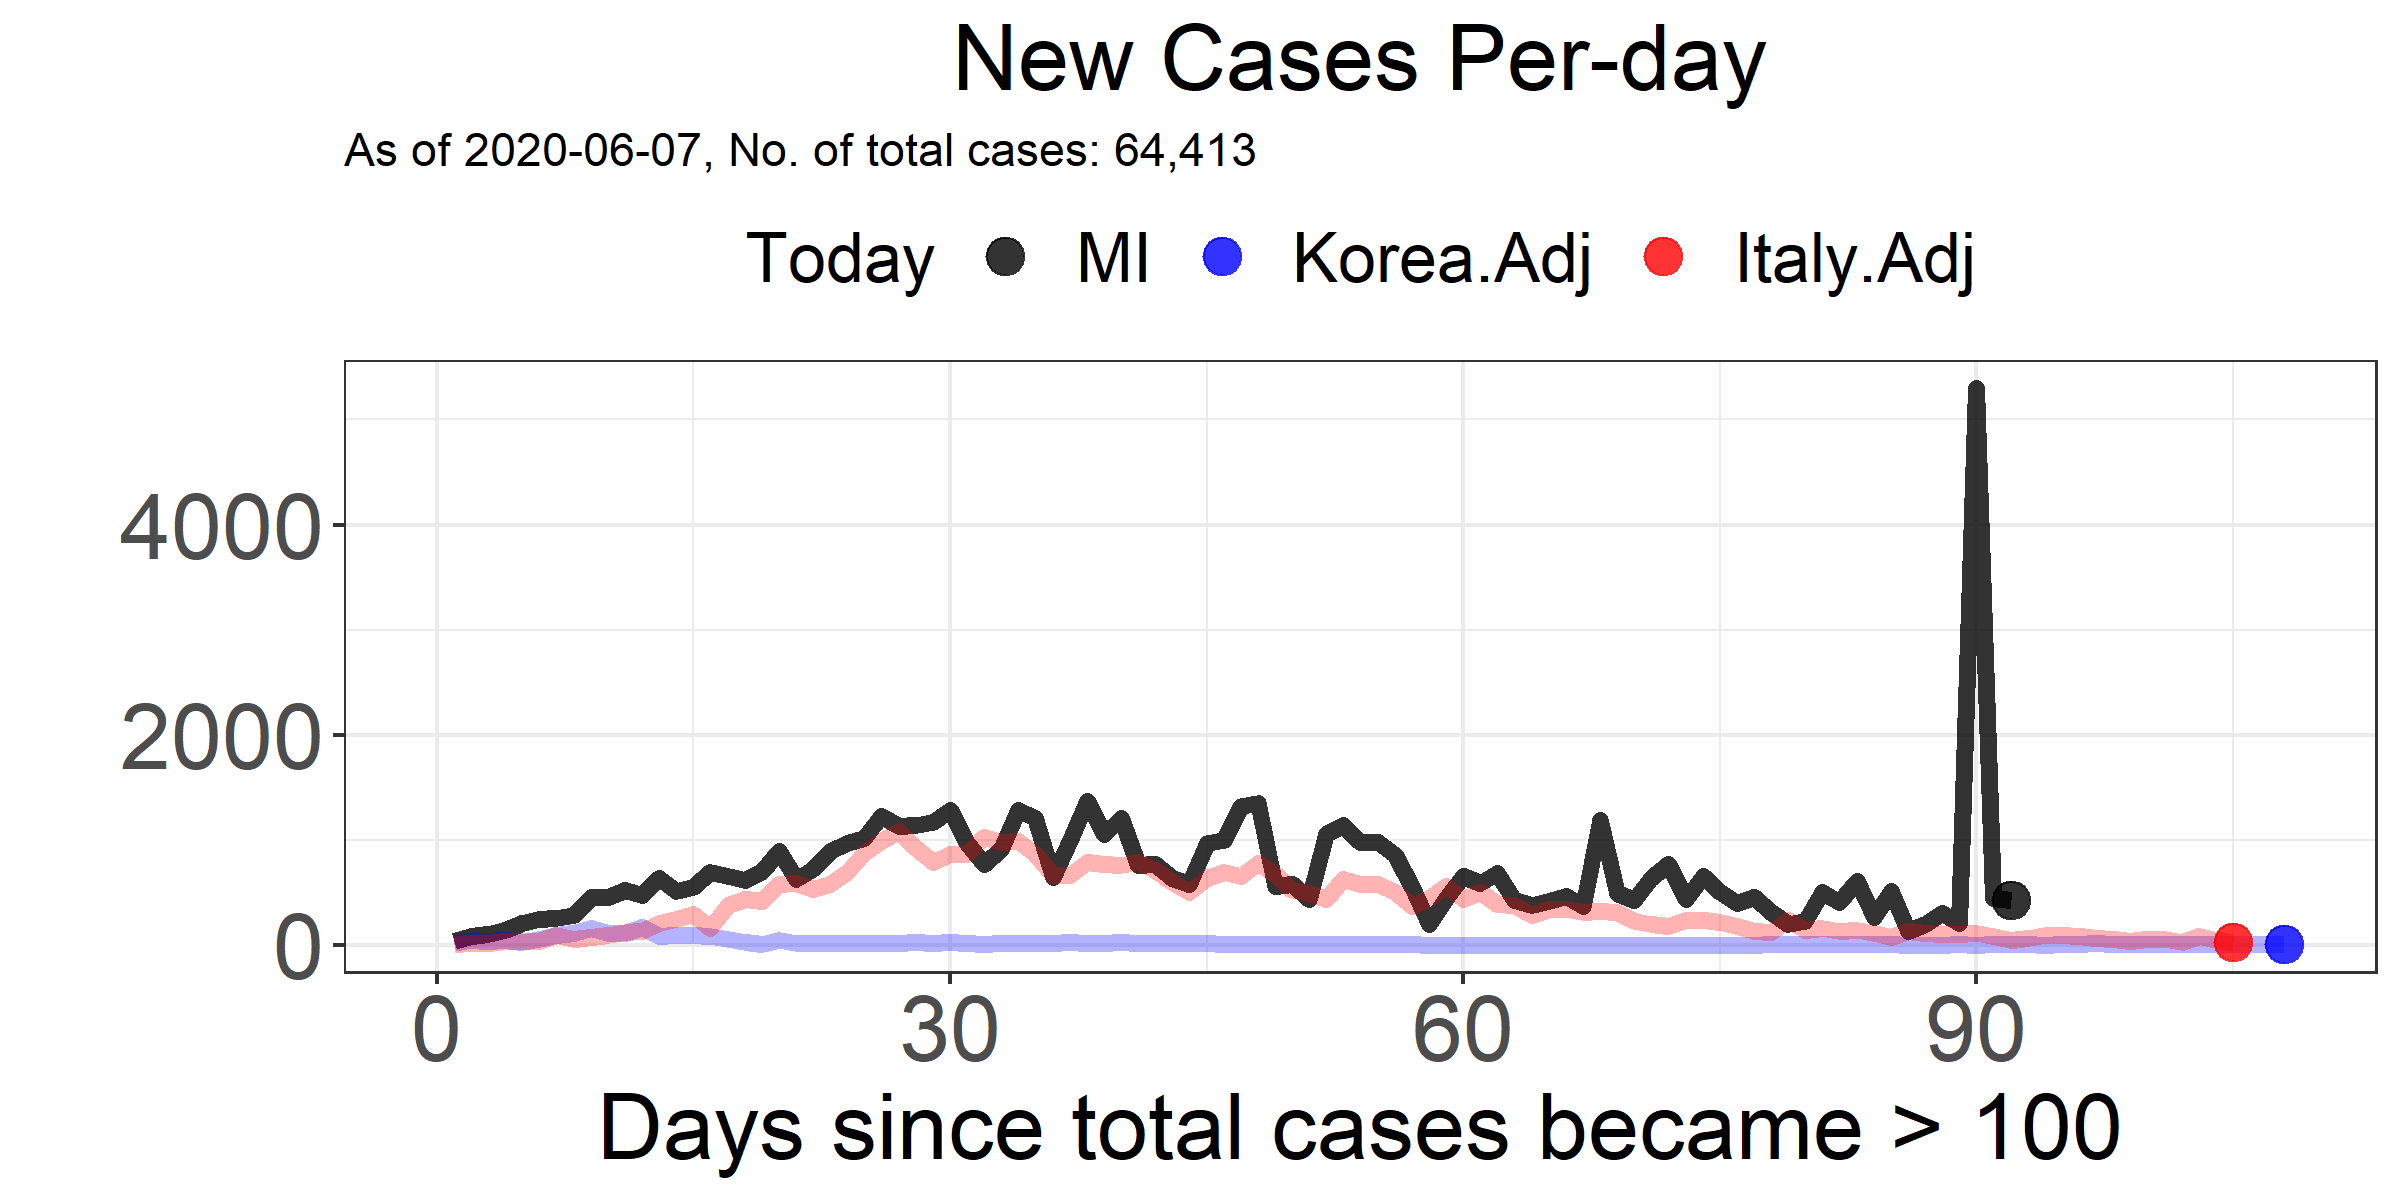 New Cases Per-day
As of 2020-06-07, No. of total cases: 64,413
Today MI Korea.Adj Italy.Adj
4000
2000
0
0 30 60 90
Days since total cases became > 100